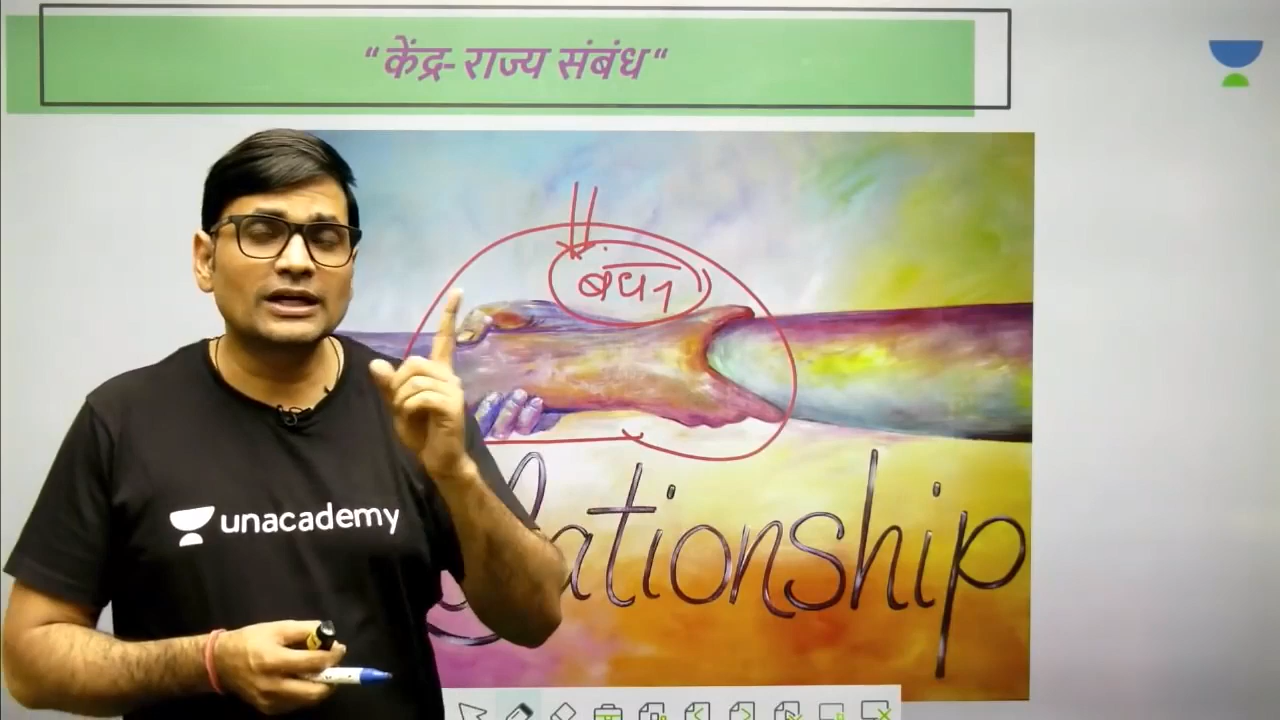 “केंद्र- राज्य संबंध“
बंधन
lationship
unacademy